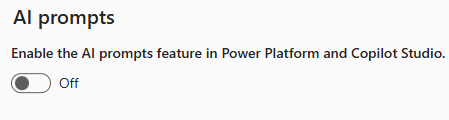 AI prompts
Enable the AI prompts feature in Power Platform and Copilot Studio.
Off